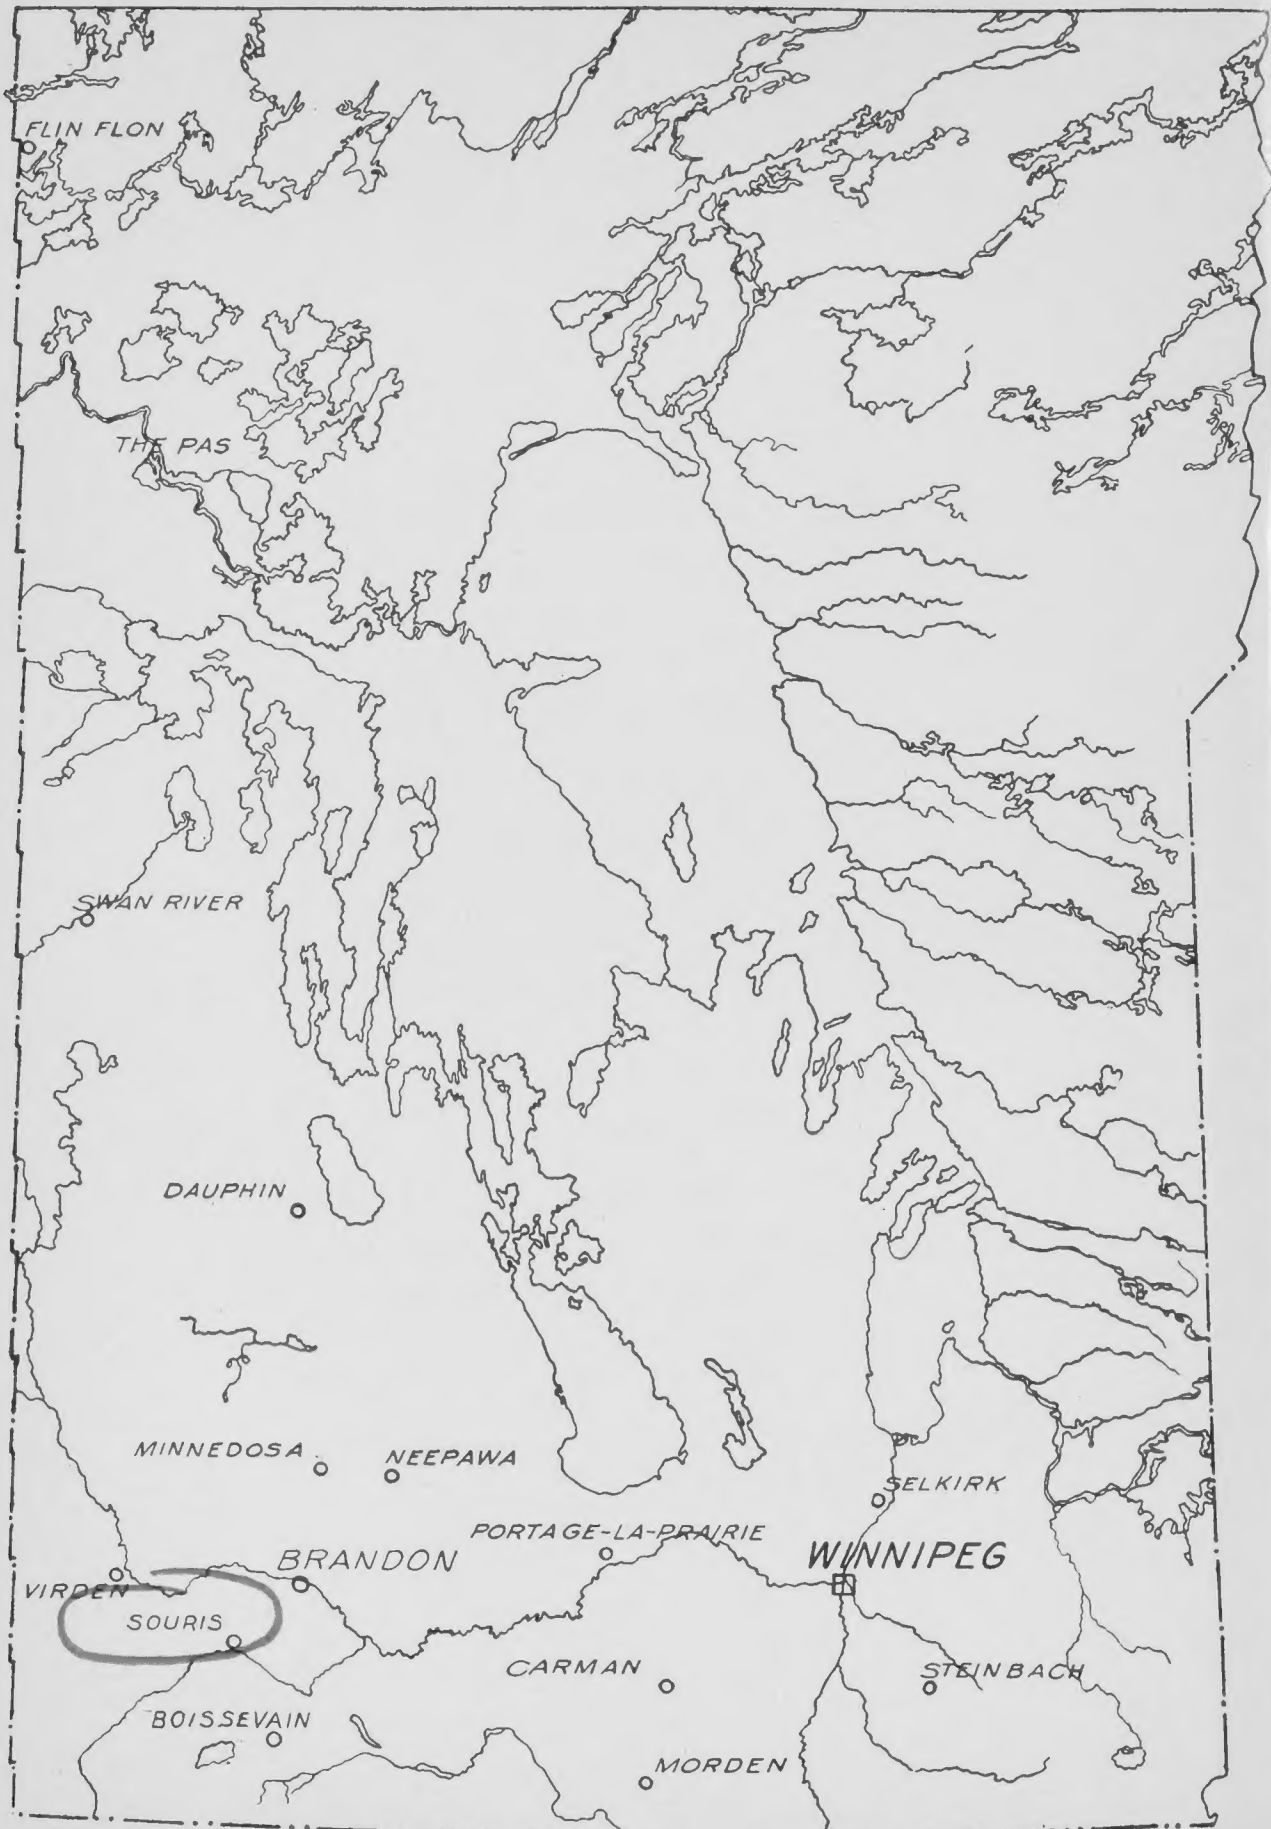 FLIN FLON
THE PAS
SWAN RIVER
DAUPHIN
MINNEDOSA
NEEPAWA
SELKIRK
PORTAGE-LA-PRAIRIE
BRANDON
WINNIPEG
VIRDEN
SOURIS
CARMAN
STEINBACH
BOISSEVAIN
MORDEN